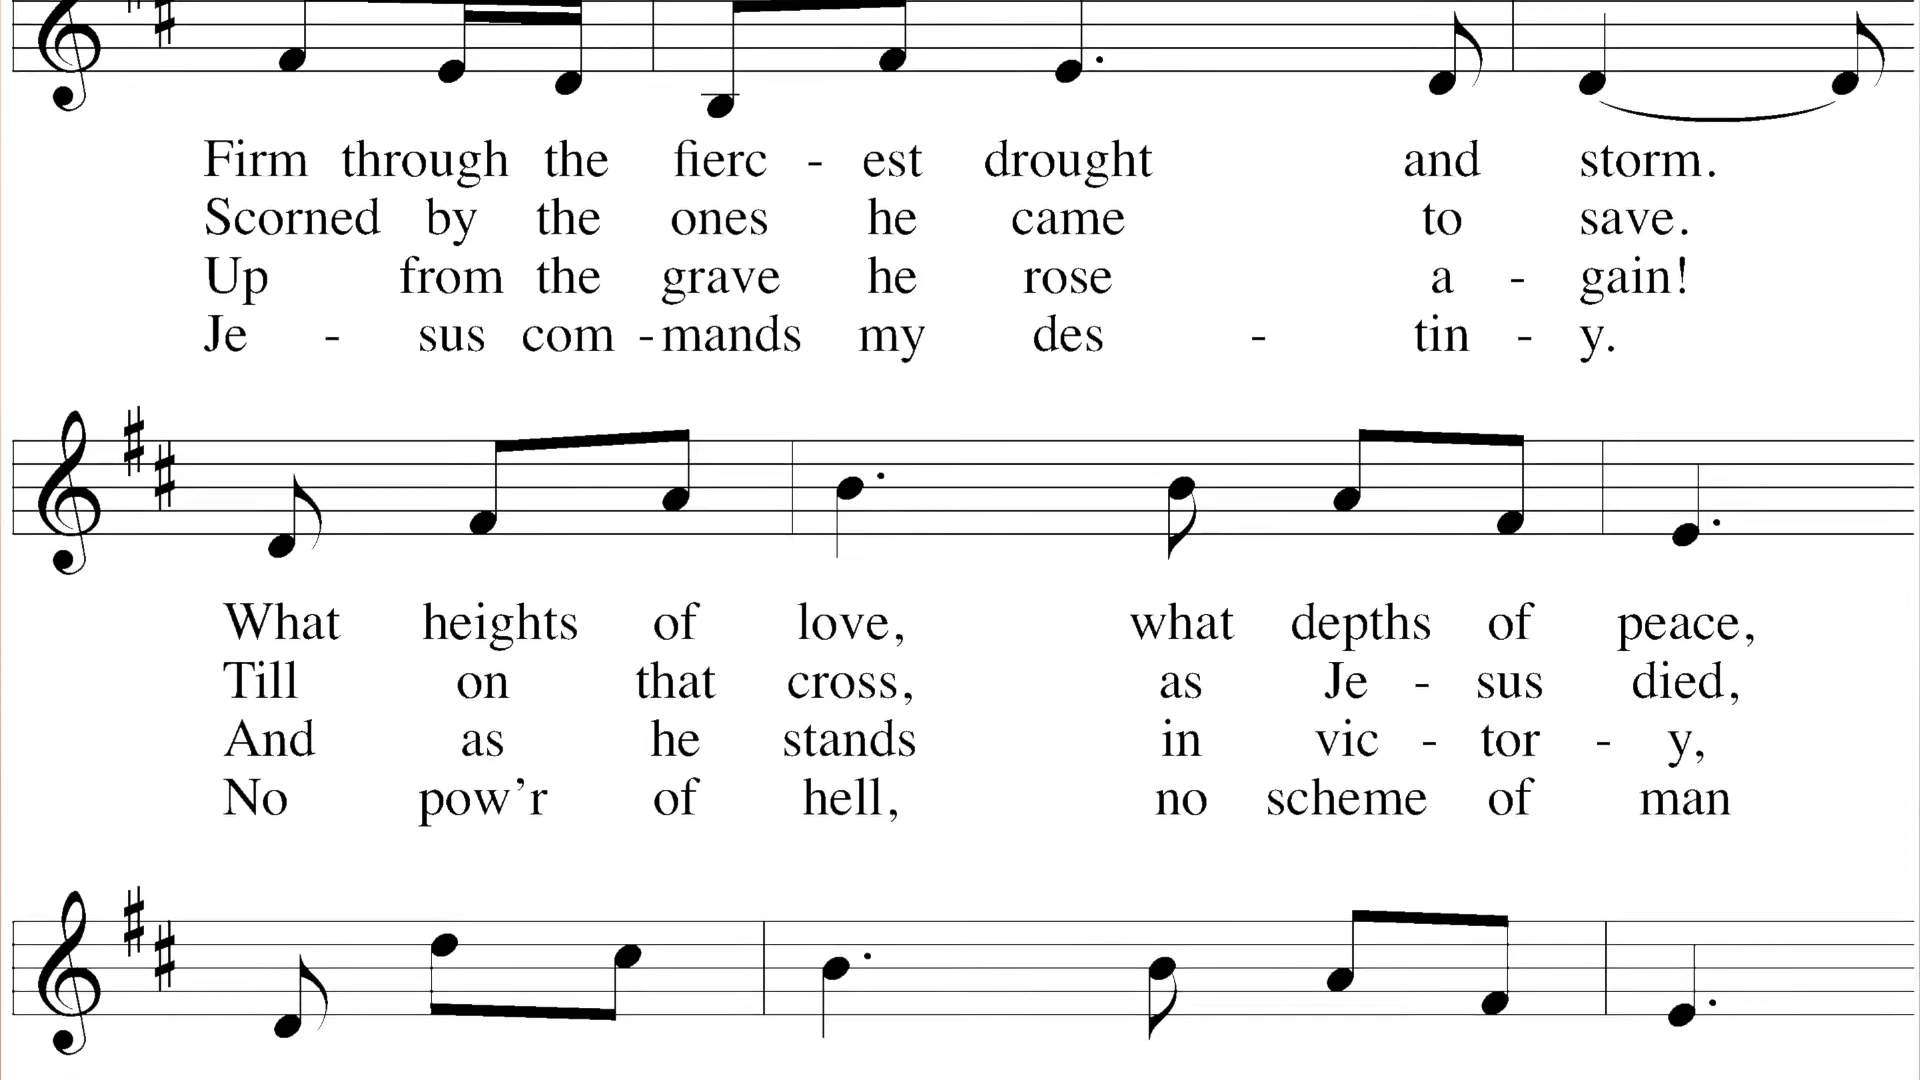 Firm through the fierc - est drought and storm.
Scorned by the ones he came to save.
Up from the grave he rose a - gain!
Je - sus com - mands my des - tin - y.
What heights of love, what depths of peace,
Till on that cross, as Je - sus died,
And as he stands in vic - tor - y,
No pow'r of hell, no scheme of man